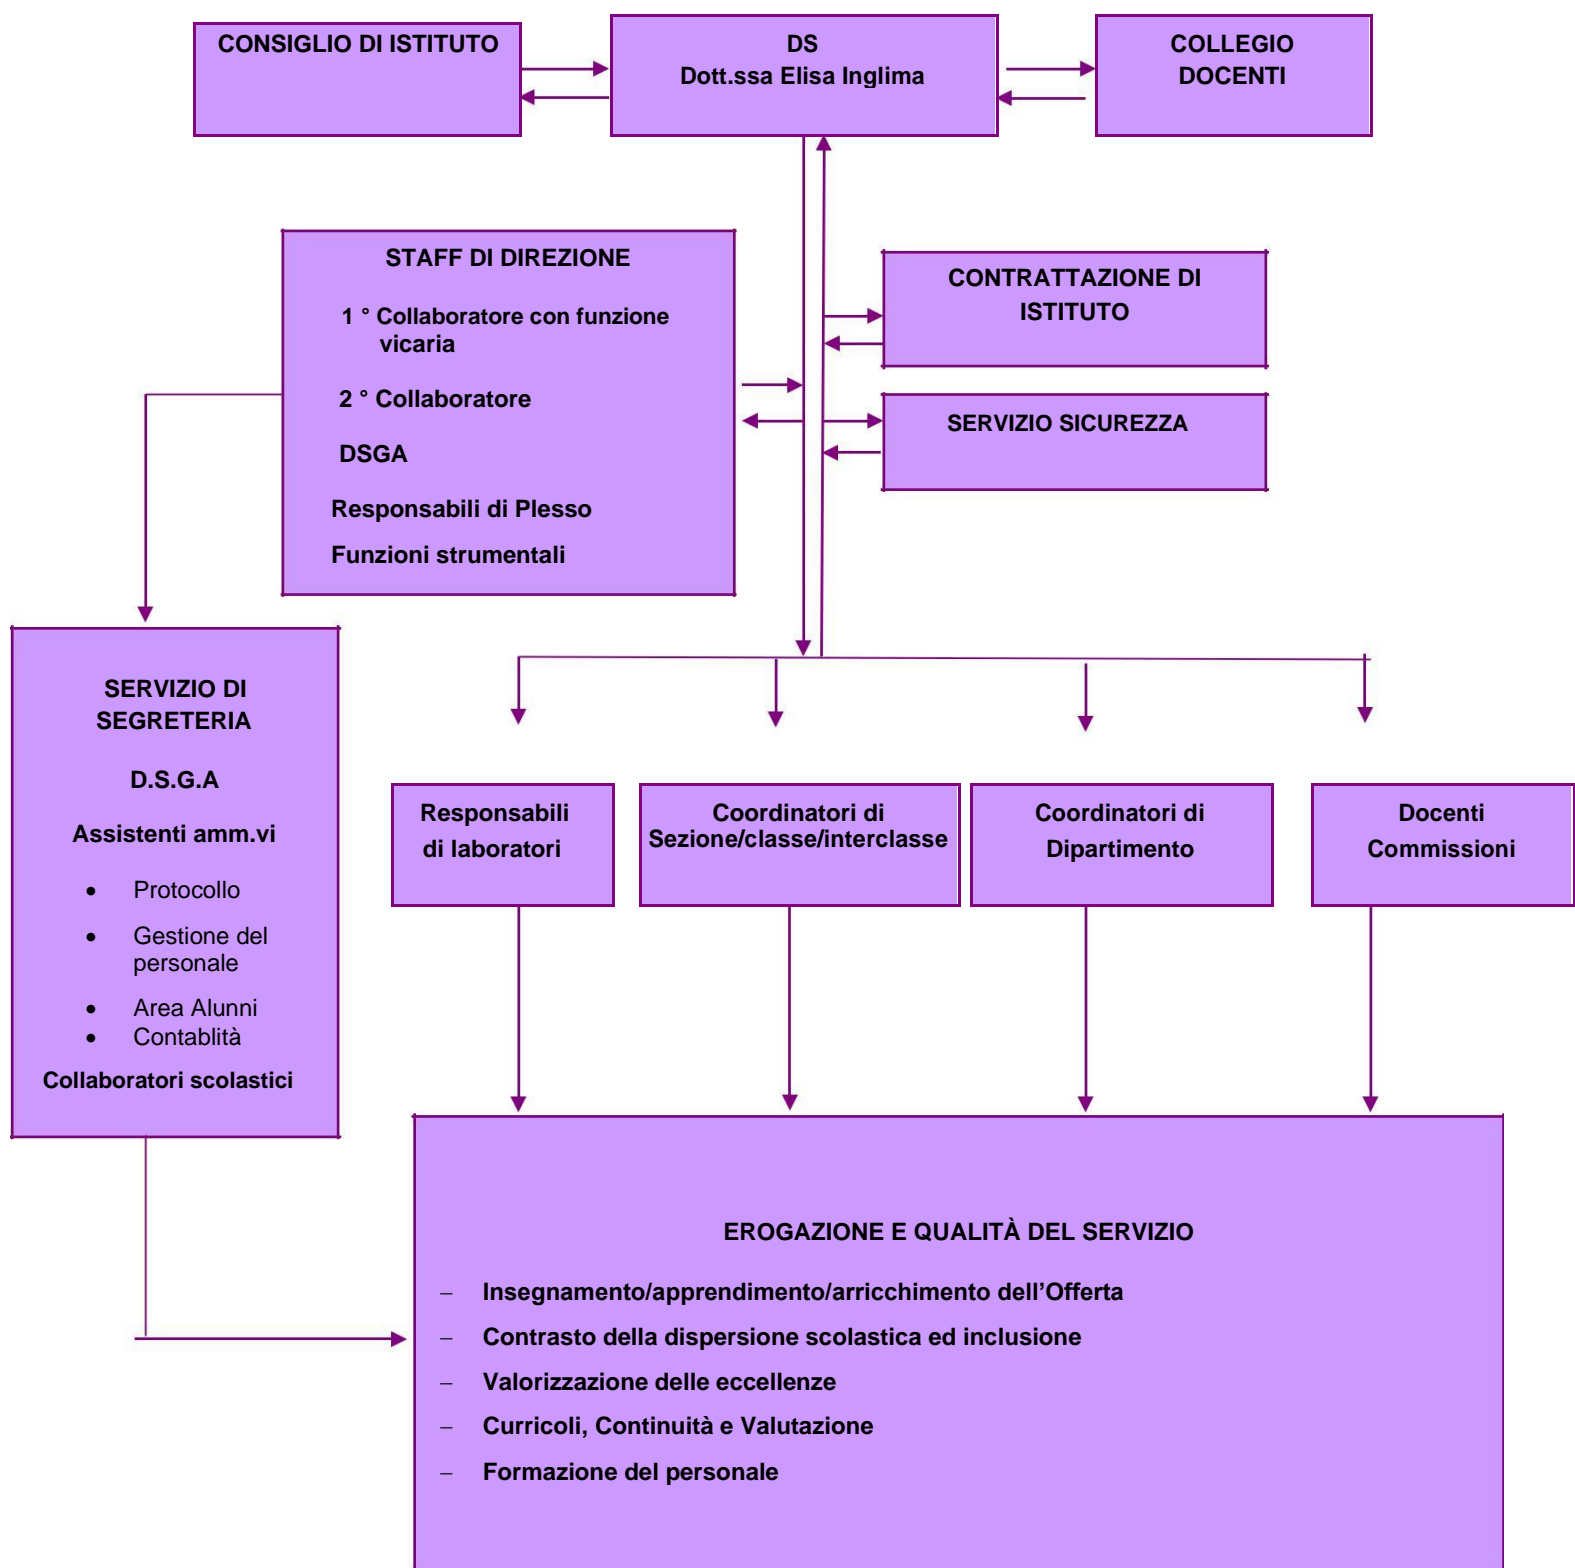 CONSIGLIO DI ISTITUTO
DS
Dott.ssa Elisa Inglima
COLLEGIO
DOCENTI
STAFF DI DIREZIONE
1 ° Collaboratore con funzione
vicaria
2 ° Collaboratore
DSGA
Responsabili di Plesso
Funzioni strumentali
CONTRATTAZIONE DI
ISTITUTO
SERVIZIO SICUREZZA
SERVIZIO DI
SEGRETERIA
D.S.G.A
Assistenti amm.vi
• Protocollo
• Gestione del
personale
• Area Alunni
• Contablità
Collaboratori scolastici
Responsabili
di laboratori
Coordinatori di
Sezione/classe/interclasse
Coordinatori di
Dipartimento
Docenti
Commissioni
EROGAZIONE E QUALITÀ DEL SERVIZIO
– Insegnamento/apprendimento/arricchimento dell’Offerta
– Contrasto della dispersione scolastica ed inclusione
– Valorizzazione delle eccellenze
– Curricoli, Continuità e Valutazione
– Formazione del personale